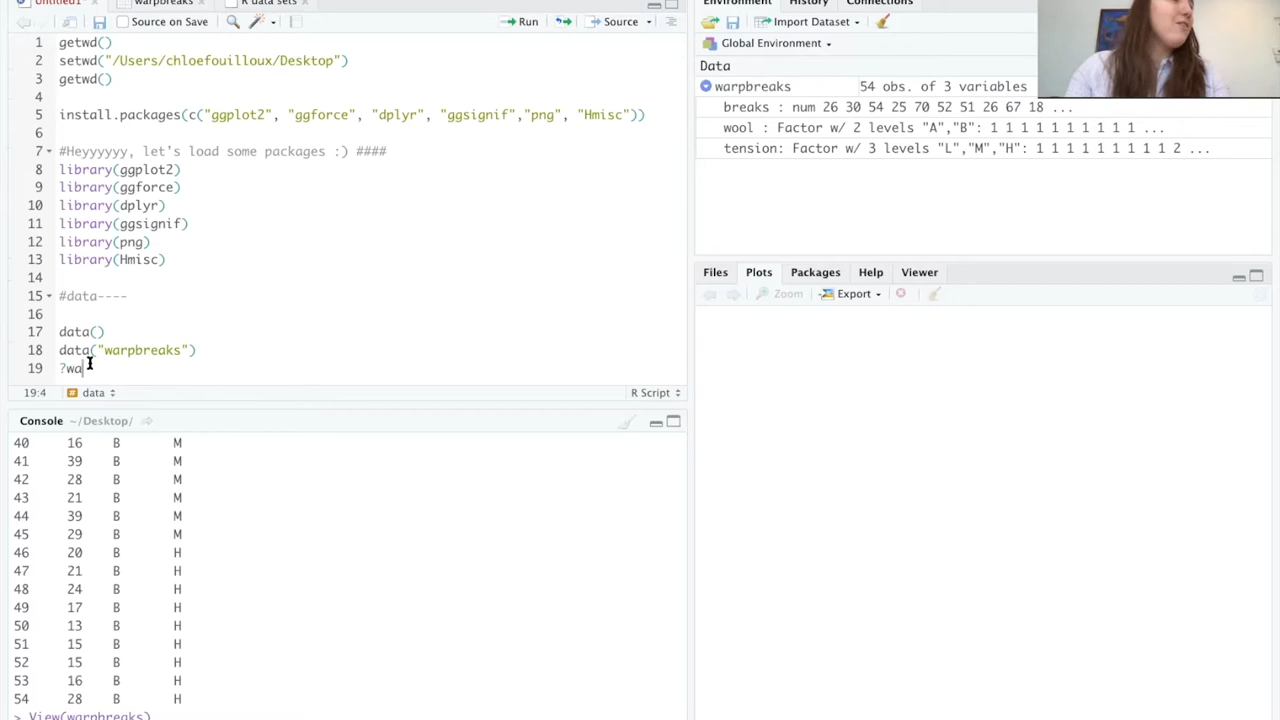 Untitled1* warpbreaks R data sets
Source on Save Run Source
1 getwd()
2 setwd("/Users/chloefouilloux/Desktop")
3 getwd()
4
5 install.packages(c("ggplot2", "ggforce", "dplyr", "ggsignif","png", "Hmisc"))
6
7 #Heyyyyyy, let's load some packages :) ####
8 library(ggplot2)
9 library(ggforce)
10 library(dplyr)
11 library(ggsignif)
12 library(png)
13 library(Hmisc)
14
15 #data----
16
17 data()
18 data("warpbreaks")
19 ?wa
19:4 # data R Script
Console ~/Desktop/
40 16 B M
41 39 B M
42 28 B M
43 21 B M
44 39 B M
45 29 B M
46 20 B H
47 21 B H
48 24 B H
49 17 B H
50 13 B H
51 15 B H
52 15 B H
53 16 B H
54 28 B H
> View(warpbreaks)
Environment History Connections
Import Dataset
Global Environment
Data
warpbreaks 54 obs. of 3 variables
breaks : num 26 30 54 25 70 52 51 26 67 18 ...
wool : Factor w/ 2 levels "A","B": 1 1 1 1 1 1 1 1 1 1 ...
tension: Factor w/ 3 levels "L","M","H": 1 1 1 1 1 1 1 1 1 2 ...
Files Plots Packages Help Viewer
Zoom Export